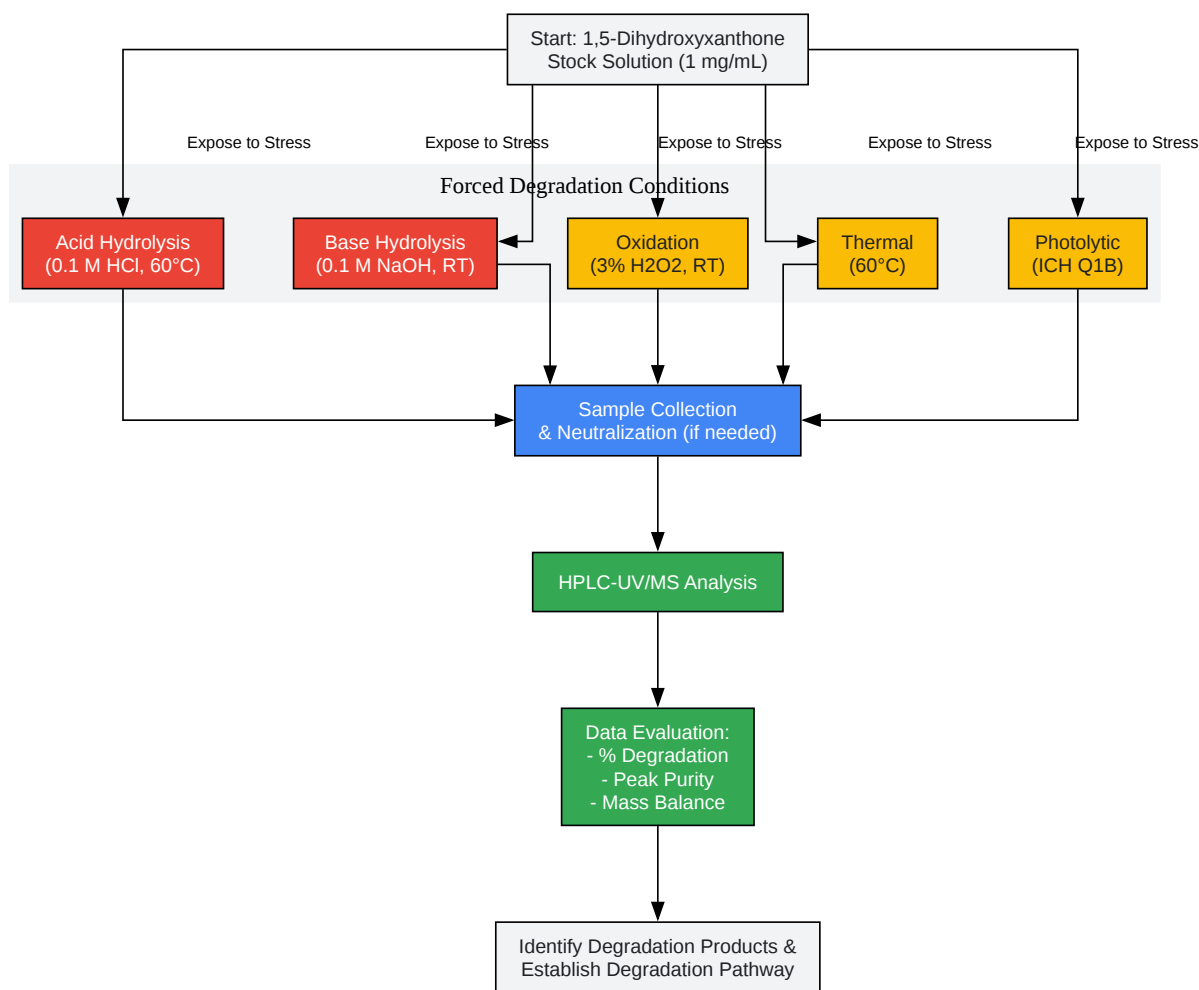 Start: 1,5-Dihydroxyxanthone
Stock Solution (1 mg/mL)
Expose to Stress
Expose to Stress
Expose to Stress
Expose to Stress
Expose to Stress
Forced Degradation Conditions
Acid Hydrolysis
(0.1 M HCl, 60°C)
Base Hydrolysis
(0.1 M NaOH, RT)
Oxidation
(3% H2O2, RT)
Thermal
(60°C)
Photolytic
(ICH Q1B)
Sample Collection
& Neutralization (if needed)
HPLC-UV/MS Analysis
Data Evaluation:
- % Degradation
- Peak Purity
- Mass Balance
Identify Degradation Products &
Establish Degradation Pathway